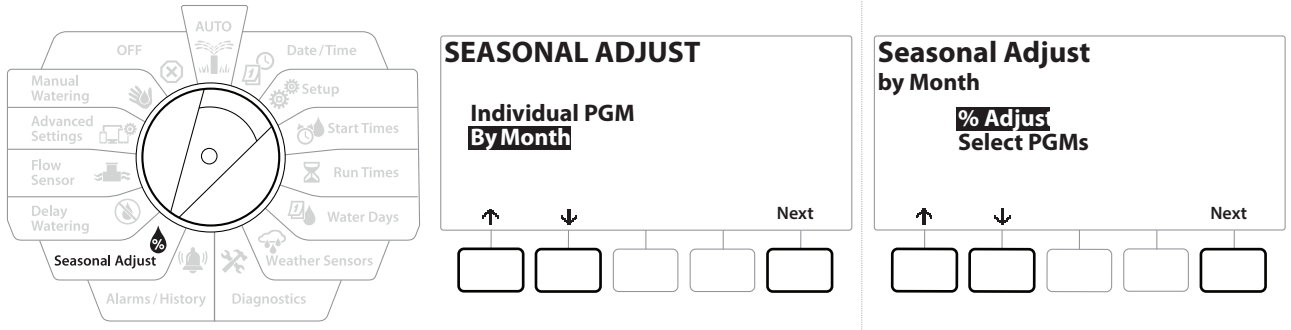 AUTO
OFF
Date/Time
Manual
Watering
Setup
Advanced
Settings
Start Times
Flow
Sensor
Run Times
Delay
Watering
Water Days
%
Seasonal Adjust
Weather Sensors
Alarms/History
Diagnostics
SEASONAL ADJUST
Individual PGM
By Month
Next
Seasonal Adjust
by Month
% Adjust
Select PGMs
Next